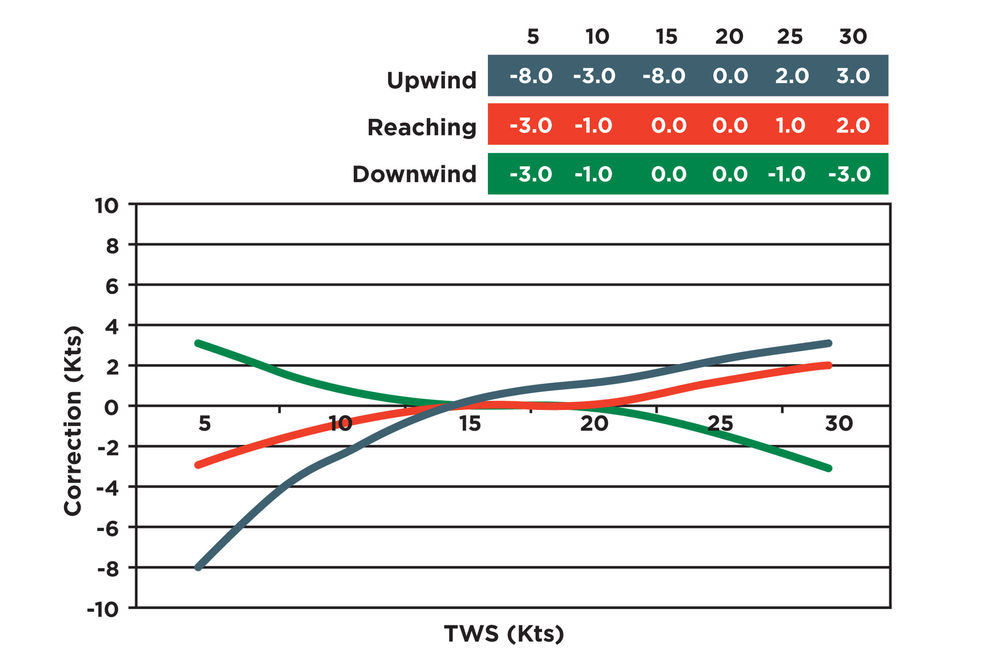 5 10 15 20 25 30
Upwind -8.0 -3.0 -8.0 0.0 2.0 3.0
Reaching -3.0 -1.0 0.0 0.0 1.0 2.0
Downwind -3.0 -1.0 0.0 0.0 -1.0 -3.0
10
8
6
4
2
0
-2
-4
-6
-8
-10
Correction (Kts)
5 10 15 20 25 30
TWS (Kts)